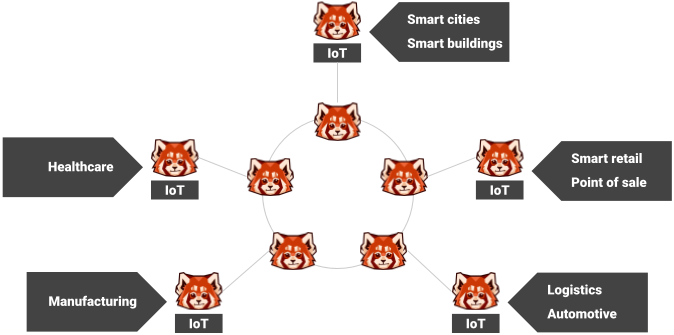 Smart cities
Smart buildings
IoT
Healthcare
IoT
Smart retail
Point of sale
IoT
Manufacturing
IoT
Logistics
Automotive
IoT